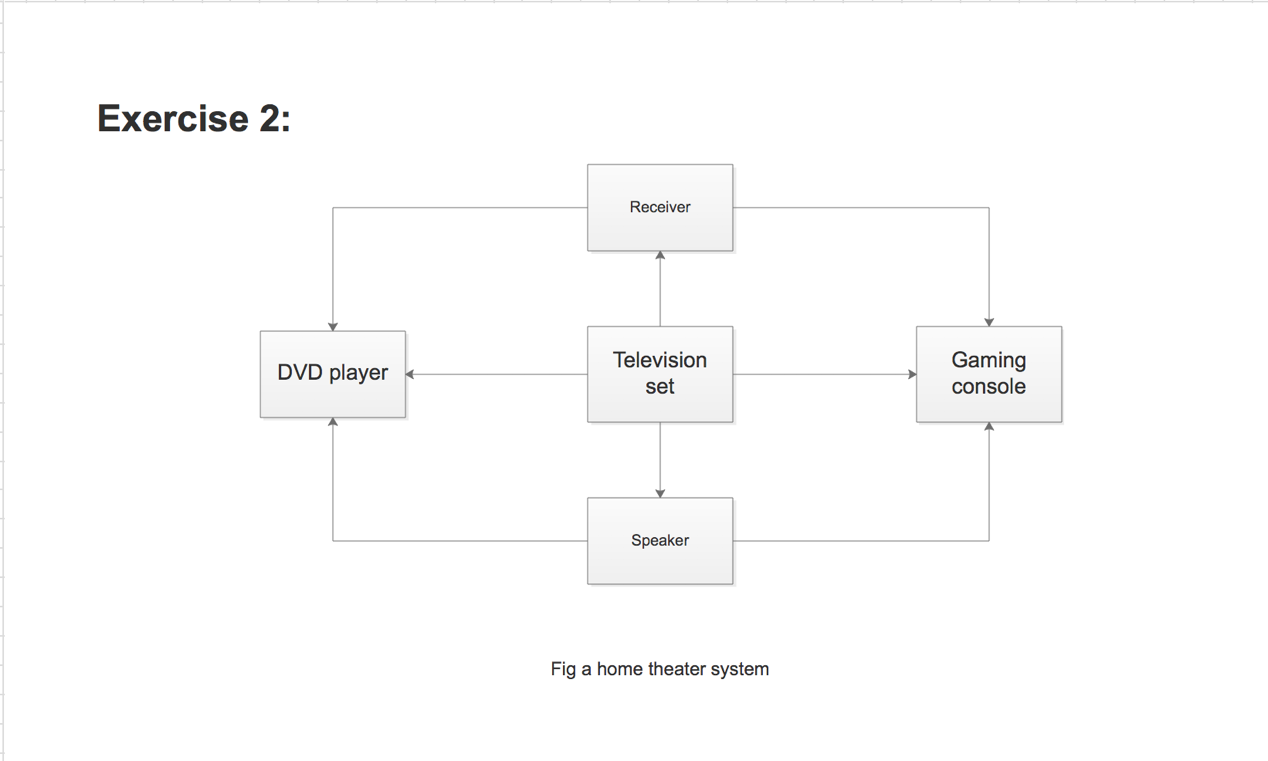 Exercise 2:
Receiver
DVD player
Television
set
Gaming
console
Speaker
Fig a home theater system